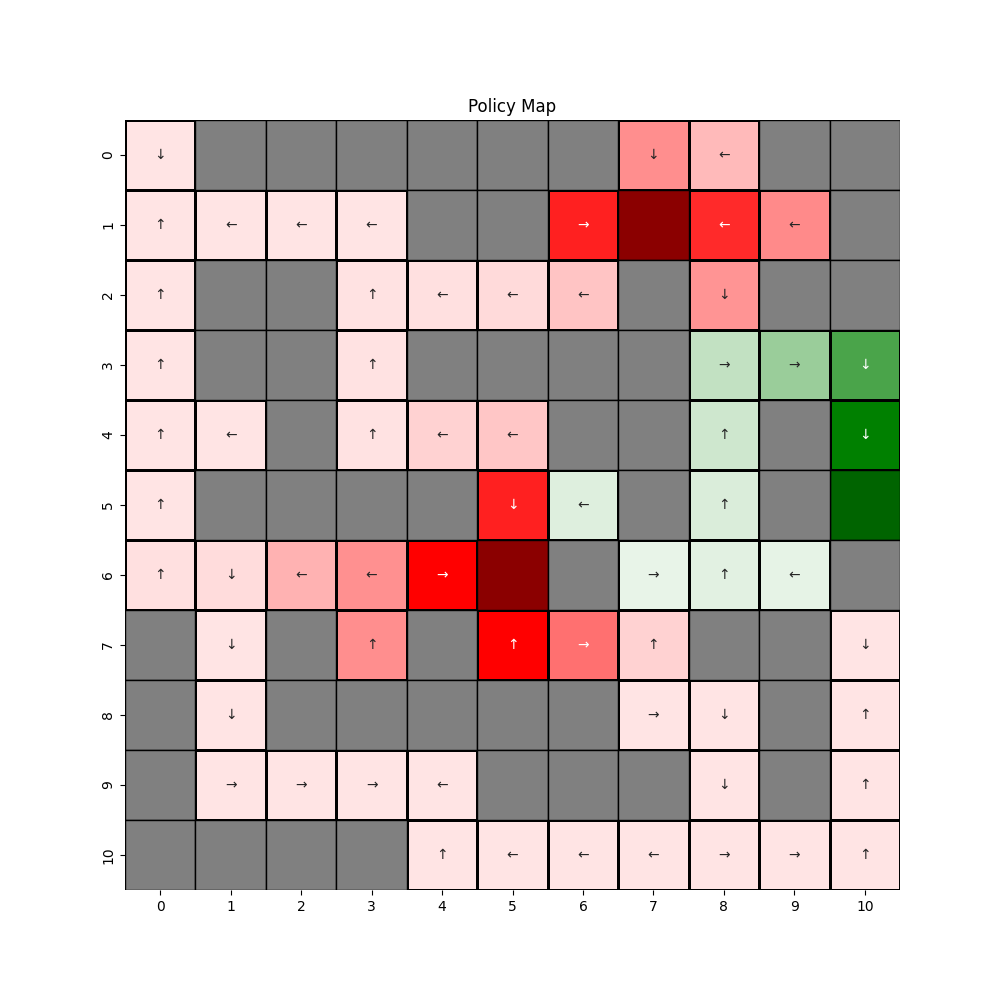 Policy Map
0 ↓ ↓ ←
1 ↑ ← ← ← → ← ←
2 ↑ ↑ ← ← ← ↓
3 ↑ ↑ → → ↓
4 ↑ ← ↑ ← ← ↑ ↓
5 ↑ ↓ ← ↑
6 ↑ ↓ ← ← → → ↑ ←
7 ↓ ↑ ↑ → ↑ ↓
8 ↓ → ↓ ↑
9 → → → ← ↓ ↑
10 ↑ ← ← ← → → ↑
0 1 2 3 4 5 6 7 8 9 10